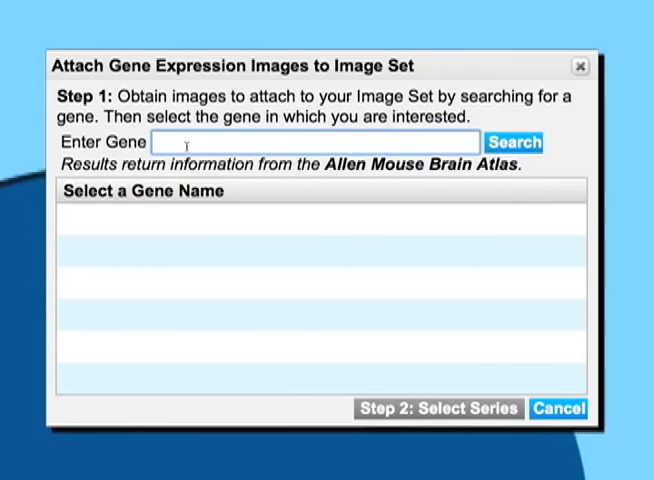 Attach Gene Expression Images to Image Set
Step 1: Obtain images to attach to your Image Set by searching for a
gene. Then select the gene in which you are interested.
Enter Gene Search
Results return information from the Allen Mouse Brain Atlas.
Select a Gene Name
Step 2: Select Series Cancel